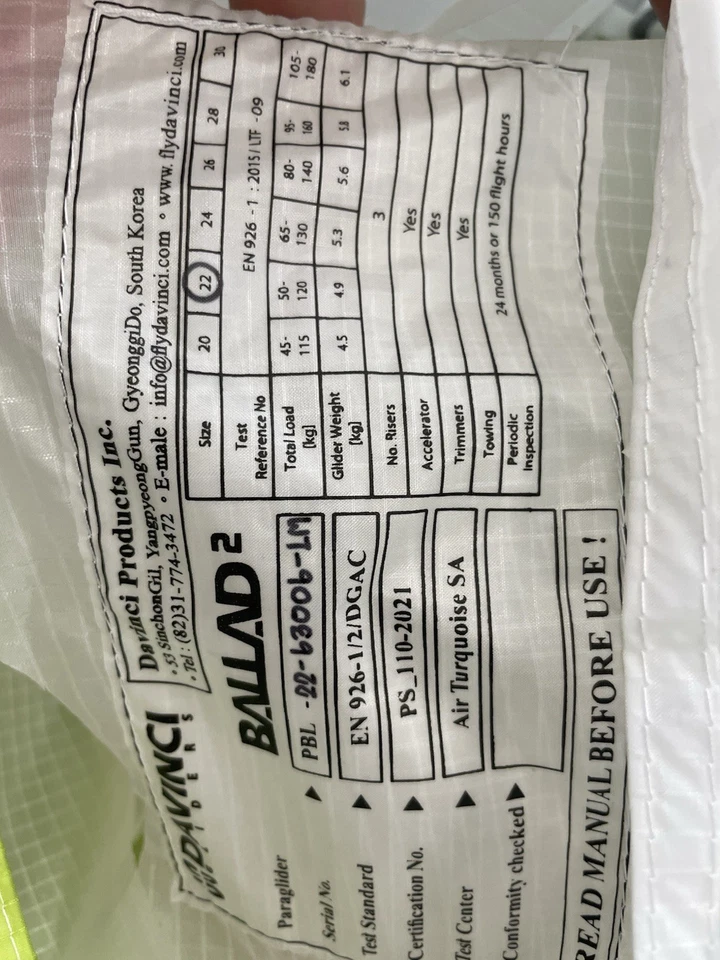 DAVINCI
GLIDERS
Davinci Products Inc.
• 53 SinchonGil, YangpyeongGun, GyeonggiDo, South Korea
• Tel : (82)31-774-3472 • E-male : info@flydavinci.com • www. flydavinci.com
BALLAD 2
Paraglider
Serial No. ▶ PBL -22-63006-LM
Test Standard ▶ EN 926-1/2/DGAC
Certification No. ▶ PS_110-2021
Test Center ▶ Air Turquoise SA
Conformity checked ▶
Size 20 22 24 26 28 30
Test Reference No EN 926 -1 : 2015/ LTF -09
Total Load [kg] 45-115 50-120 65-130 80-140 95-160 105-180
Glider Weight [kg] 4.5 4.9 5.3 5.6 5.8 6.1
No. Risers 3
Accelerator Yes
Trimmers Yes
Towing Yes
Periodic Inspection 24 months or 150 flight hours
READ MANUAL BEFORE USE !